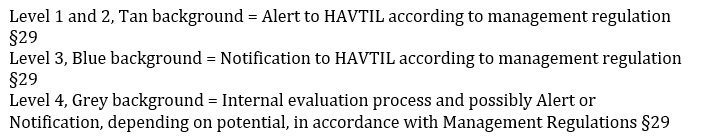 Level 1 and 2, Tan background = Alert to HAVTIL according to management regulation
§29
Level 3, Blue background = Notification to HAVTIL according to management regulation
§29
Level 4, Grey background = Internal evaluation process and possibly Alert or
Notification, depending on potential, in accordance with Management Regulations §29